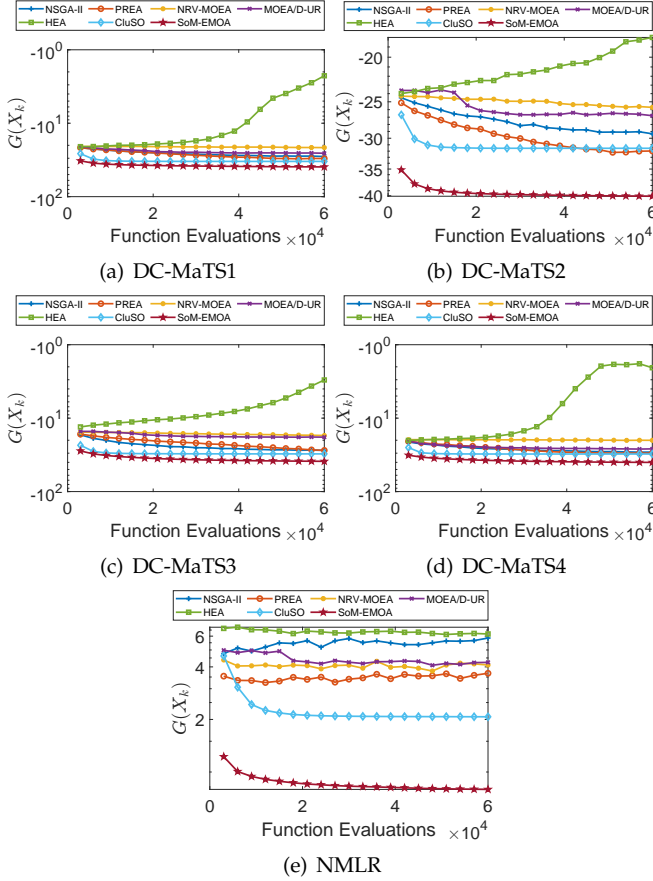 NSGA-II PREA NRV-MOEA MOEA/D-UR
HEA CluSO SoM-EMOA
-10^0
-10^1
-10^2
G(X_k)
0 2 4 6
Function Evaluations ×10^4
(a) DC-MaTS1
NSGA-II PREA NRV-MOEA MOEA/D-UR
HEA CluSO SoM-EMOA
-20
-25
-30
-35
-40
G(X_k)
0 2 4 6
Function Evaluations ×10^4
(b) DC-MaTS2
NSGA-II PREA NRV-MOEA MOEA/D-UR
HEA CluSO SoM-EMOA
-10^0
-10^1
-10^2
G(X_k)
0 2 4 6
Function Evaluations ×10^4
(c) DC-MaTS3
NSGA-II PREA NRV-MOEA MOEA/D-UR
HEA CluSO SoM-EMOA
-10^0
-10^1
-10^2
G(X_k)
0 2 4 6
Function Evaluations ×10^4
(d) DC-MaTS4
NSGA-II PREA NRV-MOEA MOEA/D-UR
HEA CluSO SoM-EMOA
6
4
2
G(X_k)
0 2 4 6
Function Evaluations ×10^4
(e) NMLR